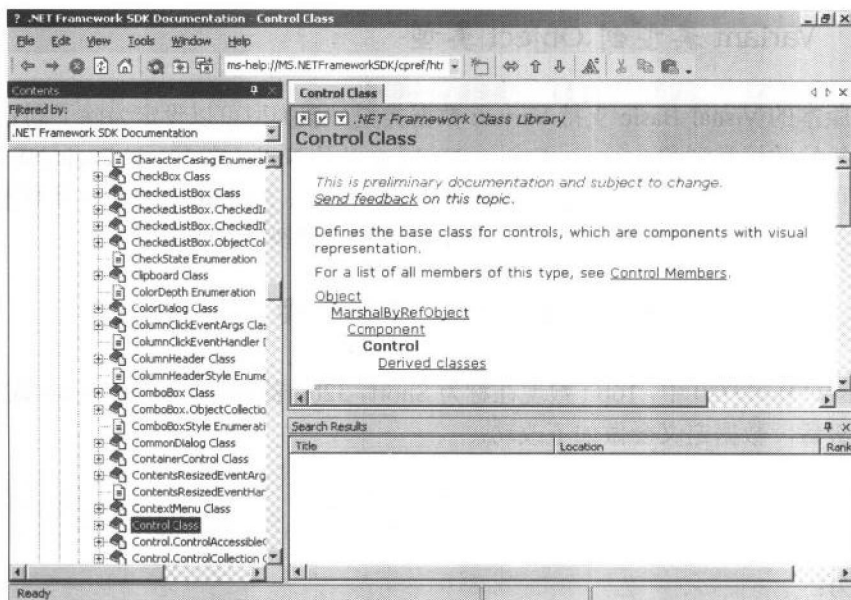 ? .NET Framework SDK Documentation - Control Class
File Edit View Tools Window Help
ms-help://MS.NETFrameworkSDK/cpref/htr
Contents
Filtered by:
.NET Framework SDK Documentation
CharacterCasing Enumerat
CheckBox Class
CheckedListBox Class
CheckedListBox.CheckedIn
CheckedListBox.CheckedIt
CheckedListBox.ObjectCol
CheckState Enumeration
Clipboard Class
ColorDepth Enumeration
ColorDialog Class
ColumnClickEventArgs Clas
ColumnClickEventHandler D
ColumnHeader Class
ColumnHeaderStyle Enume
ComboBox Class
ComboBox.ObjectCollectio
ComboBoxStyle Enumerati
CommonDialog Class
ContainerControl Class
ContentsResizedEventArg
ContentsResizedEventHar
ContextMenu Class
Control Class
Control.ControlAccessibleO
Control.ControlCollection C
Control Class
.NET Framework Class Library
Control Class
This is preliminary documentation and subject to change.
Send feedback on this topic.
Defines the base class for controls, which are components with visual
representation.
For a list of all members of this type, see Control Members.
Object
MarshalByRefObject
Component
Control
Derived classes
Search Results
Title Location Rank
Ready